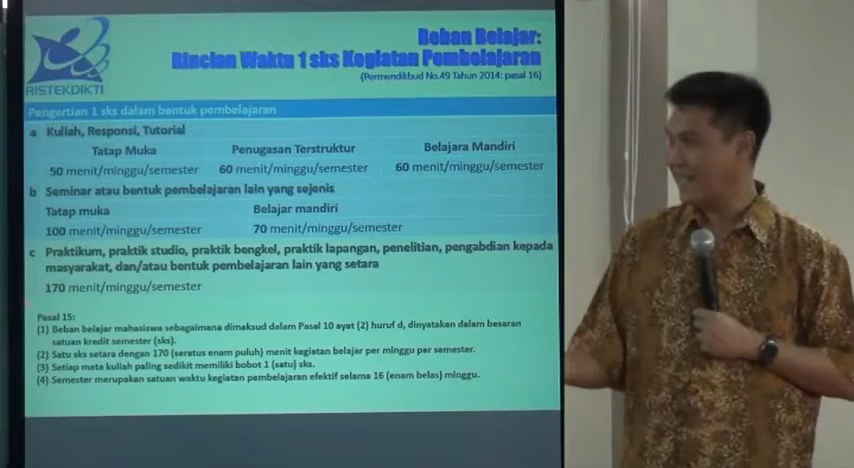 Beban Belajar:
Rincian Waktu 1 sks Kegiatan Pembelajaran
(Permendikbud No.49 Tahun 2014: pasal 16)
RISTEKDIKTI
Pengertian 1 sks dalam bentuk pembelajaran
a Kuliah, Responsi, Tutorial
Tatap Muka Penugasan Terstruktur Belajara Mandiri
50 menit/minggu/semester 60 menit/minggu/semester 60 menit/minggu/semester
b Seminar atau bentuk pembelajaran lain yang sejenis
Tatap muka Belajar mandiri
100 menit/minggu/semester 70 menit/minggu/semester
c Praktikum, praktik studio, praktik bengkel, praktik lapangan, penelitian, pengabdian kepada
masyarakat, dan/atau bentuk pembelajaran lain yang setara
170 menit/minggu/semester
Pasal 15:
(1) Beban belajar mahasiswa sebagaimana dimaksud dalam Pasal 10 ayat (2) huruf d, dinyatakan dalam besaran
satuan kredit semester (sks).
(2) Satu sks setara dengan 170 (seratus enam puluh) menit kegiatan belajar per minggu per semester.
(3) Setiap mata kuliah paling sedikit memiliki bobot 1 (satu) sks.
(4) Semester merupakan satuan waktu kegiatan pembelajaran efektif selama 16 (enam belas) minggu.